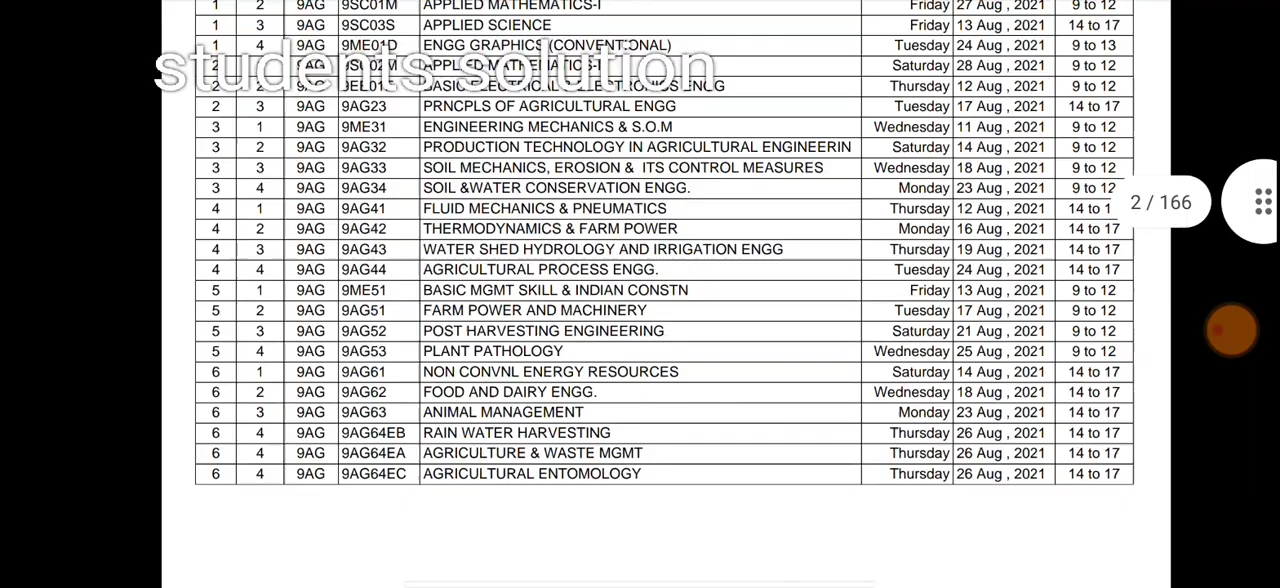 1 2 9AG 9SC01M APPLIED MATHEMATICS-I Friday 27 Aug , 2021 9 to 12
1 3 9AG 9SC03S APPLIED SCIENCE Friday 13 Aug , 2021 14 to 17
1 4 9AG 9ME01D ENGG GRAPHICS (CONVENTIONAL) Tuesday 24 Aug , 2021 9 to 13
students solution
2 9AG 9SC02M APPLIED MATHEMATICS-II Saturday 28 Aug , 2021 9 to 12
2 2 9AG BASIC ELECTRICAL & ELECTRONICS ENGG Thursday 12 Aug , 2021 9 to 12
2 3 9AG 9AG23 PRNCPLS OF AGRICULTURAL ENGG Tuesday 17 Aug , 2021 14 to 17
3 1 9AG 9ME31 ENGINEERING MECHANICS & S.O.M Wednesday 11 Aug , 2021 9 to 12
3 2 9AG 9AG32 PRODUCTION TECHNOLOGY IN AGRICULTURAL ENGINEERIN Saturday 14 Aug , 2021 9 to 12
3 3 9AG 9AG33 SOIL MECHANICS, EROSION & ITS CONTROL MEASURES Wednesday 18 Aug , 2021 9 to 12
3 4 9AG 9AG34 SOIL &WATER CONSERVATION ENGG. Monday 23 Aug , 2021 9 to 12
2 / 166
4 1 9AG 9AG41 FLUID MECHANICS & PNEUMATICS Thursday 12 Aug , 2021 14 to 1
4 2 9AG 9AG42 THERMODYNAMICS & FARM POWER Monday 16 Aug , 2021 14 to 17
4 3 9AG 9AG43 WATER SHED HYDROLOGY AND IRRIGATION ENGG Thursday 19 Aug , 2021 14 to 17
4 4 9AG 9AG44 AGRICULTURAL PROCESS ENGG. Tuesday 24 Aug , 2021 14 to 17
5 1 9AG 9ME51 BASIC MGMT SKILL & INDIAN CONSTN Friday 13 Aug , 2021 9 to 12
5 2 9AG 9AG51 FARM POWER AND MACHINERY Tuesday 17 Aug , 2021 9 to 12
5 3 9AG 9AG52 POST HARVESTING ENGINEERING Saturday 21 Aug , 2021 9 to 12
5 4 9AG 9AG53 PLANT PATHOLOGY Wednesday 25 Aug , 2021 9 to 12
6 1 9AG 9AG61 NON CONVNL ENERGY RESOURCES Saturday 14 Aug , 2021 14 to 17
6 2 9AG 9AG62 FOOD AND DAIRY ENGG. Wednesday 18 Aug , 2021 14 to 17
6 3 9AG 9AG63 ANIMAL MANAGEMENT Monday 23 Aug , 2021 14 to 17
6 4 9AG 9AG64EB RAIN WATER HARVESTING Thursday 26 Aug , 2021 14 to 17
6 4 9AG 9AG64EA AGRICULTURE & WASTE MGMT Thursday 26 Aug , 2021 14 to 17
6 4 9AG 9AG64EC AGRICULTURAL ENTOMOLOGY Thursday 26 Aug , 2021 14 to 17